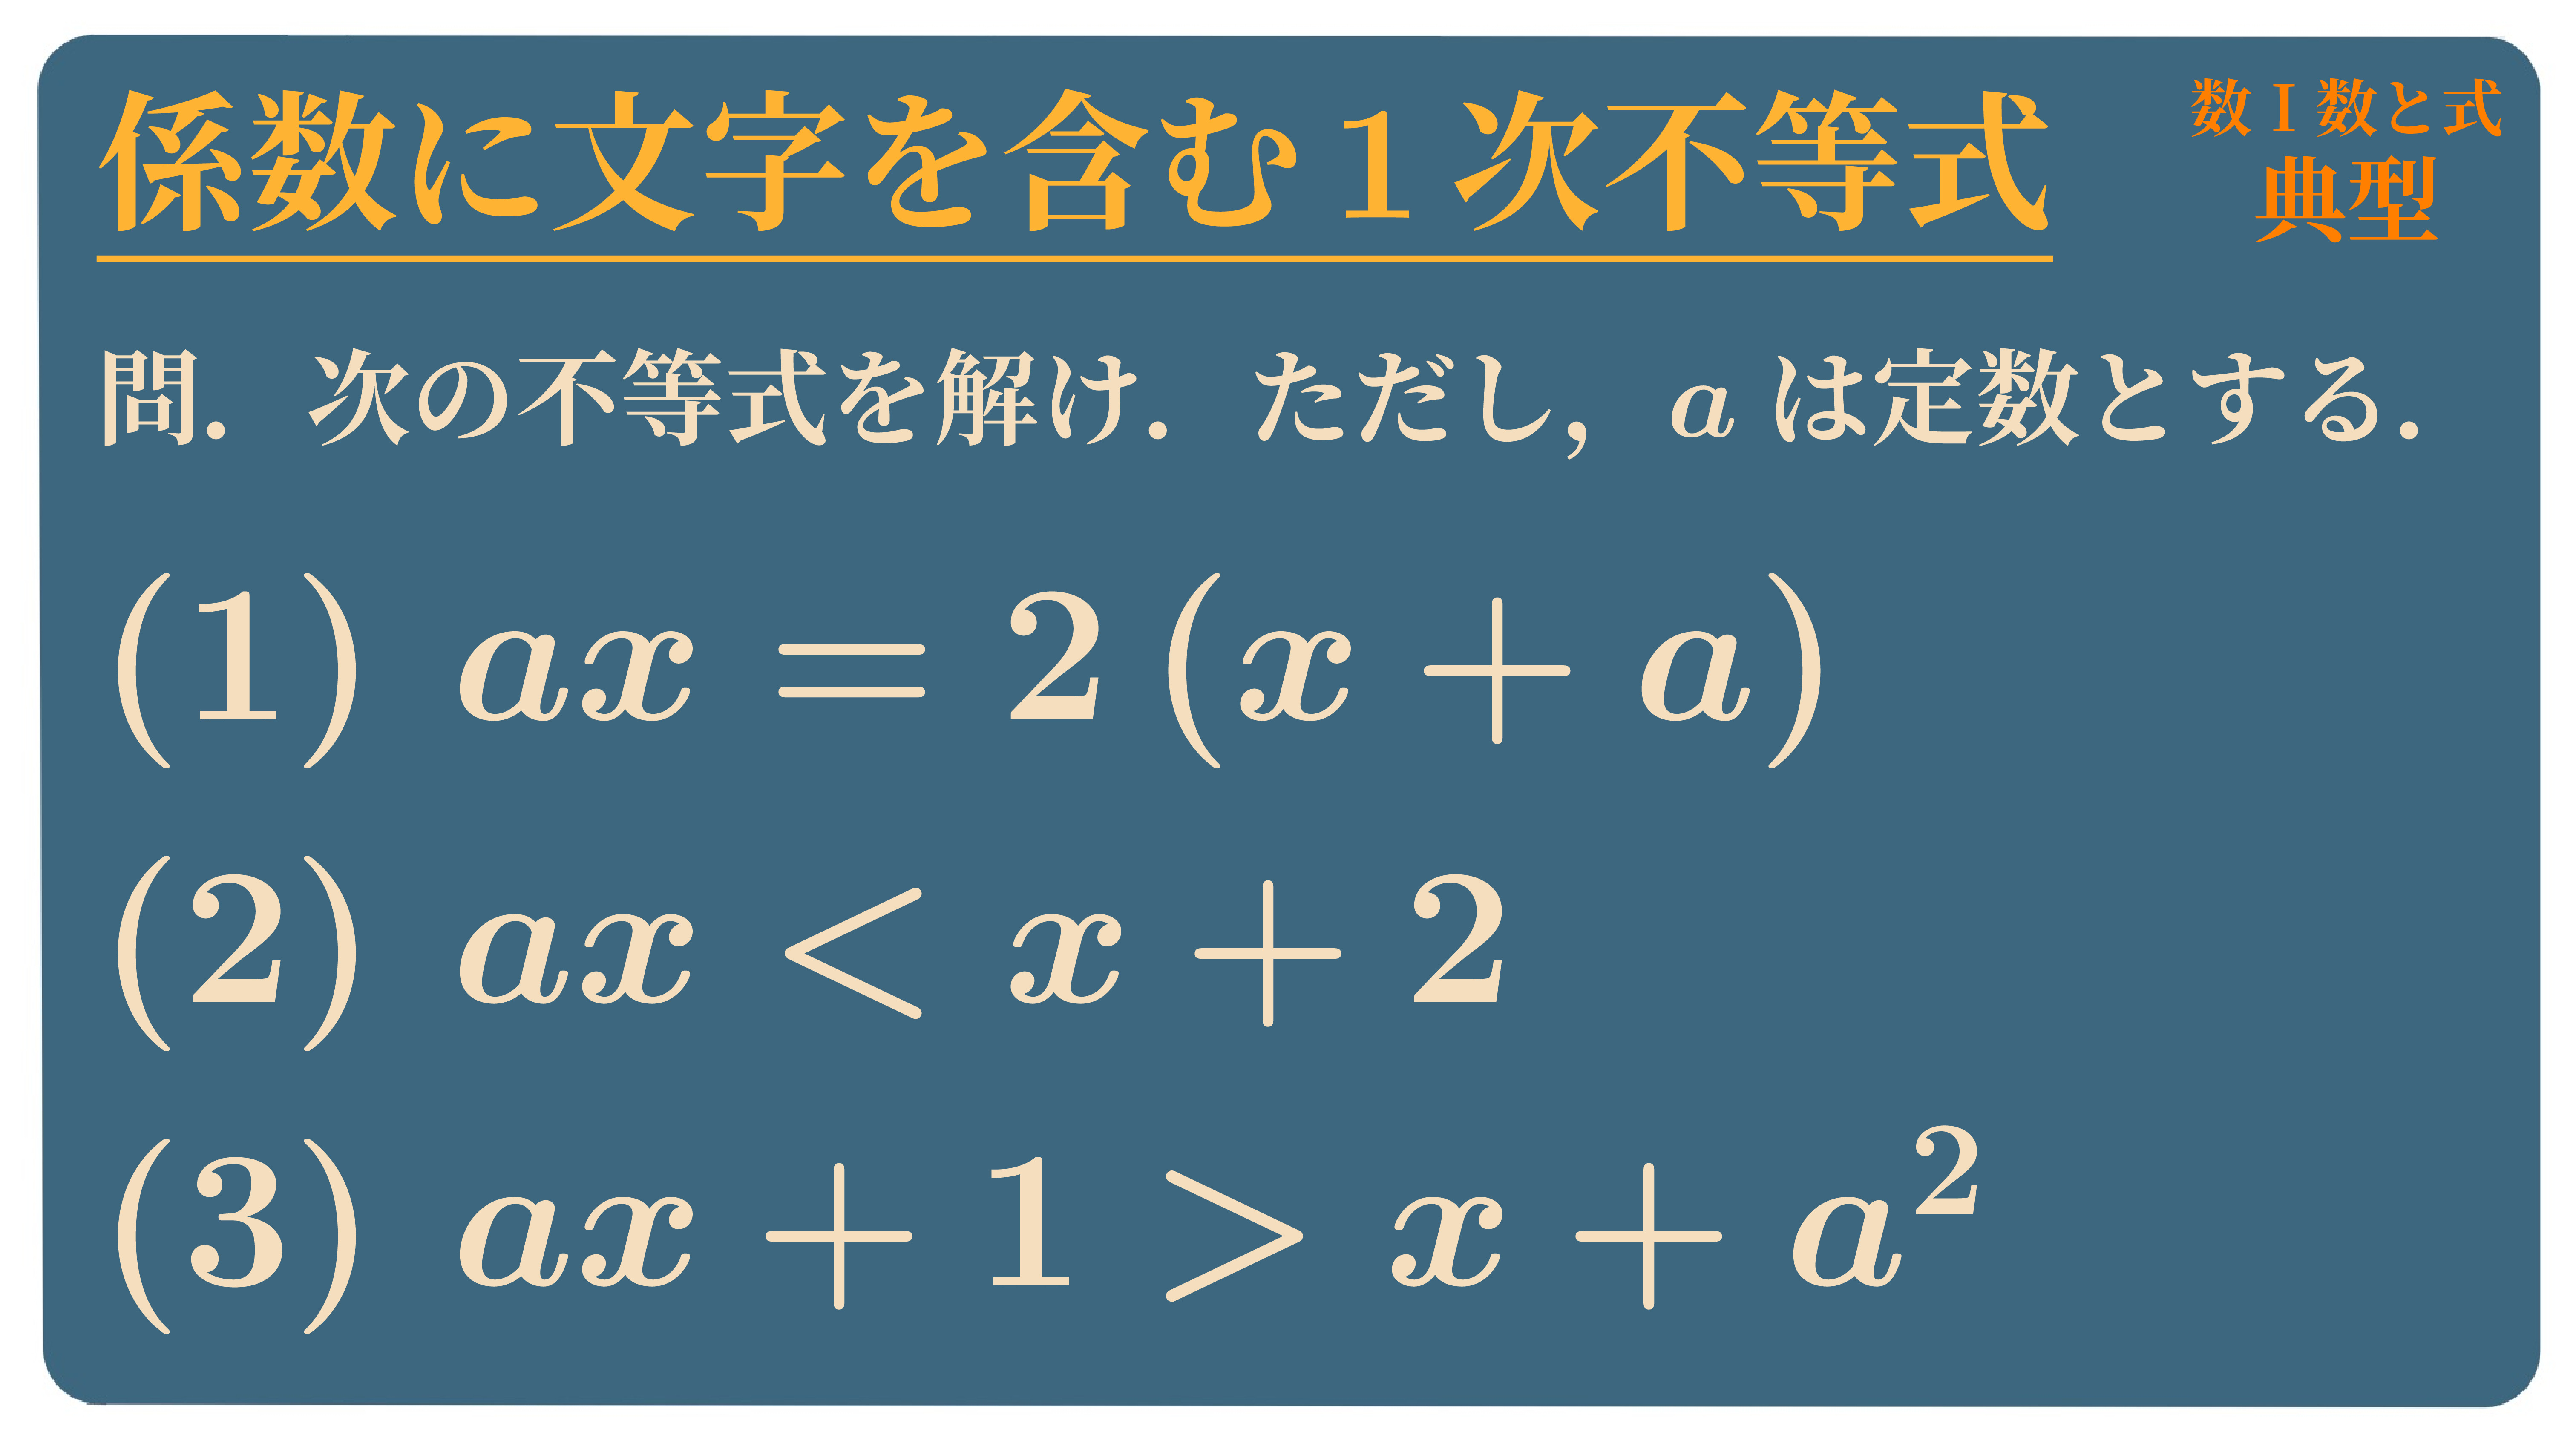 係数に文字を含む1次不等式
数Ⅰ数と式
典型
問．次の不等式を解け．ただし，a は定数とする．
(1) ax = 2 (x + a)
(2) ax < x + 2
(3) ax + 1 > x + a²